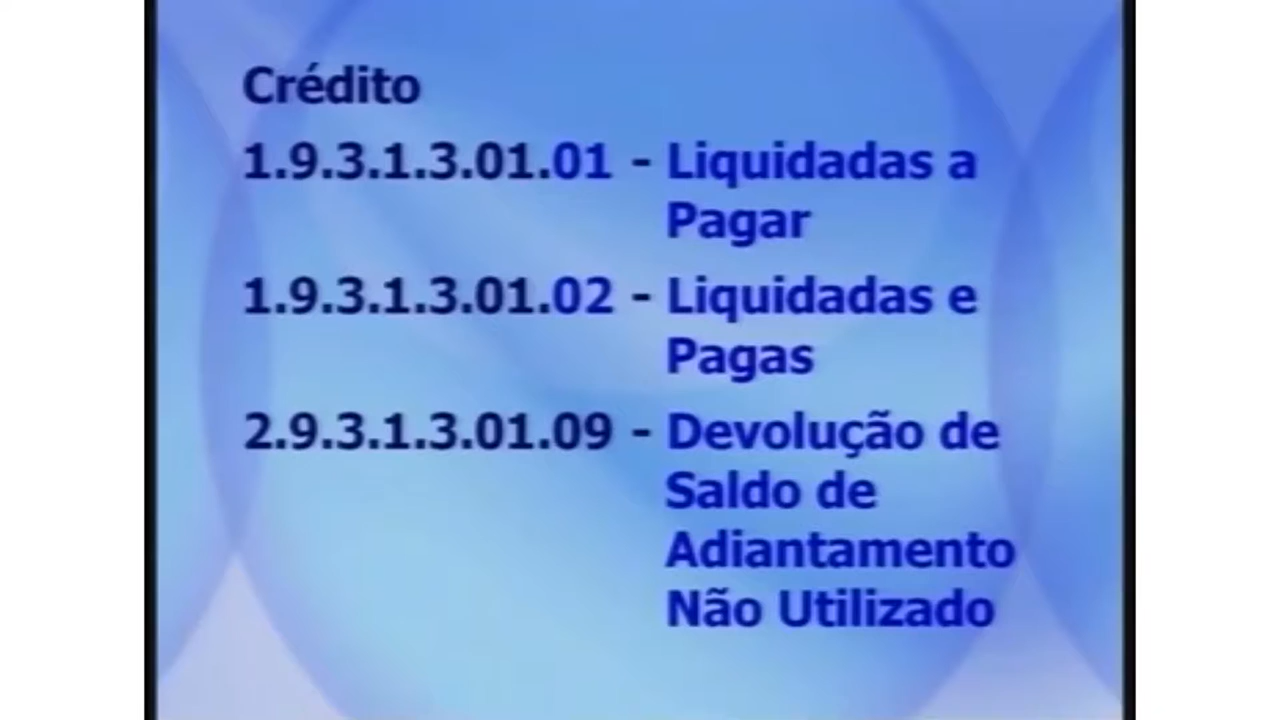 Crédito
1.9.3.1.3.01.01 - Liquidadas a
Pagar
1.9.3.1.3.01.02 - Liquidadas e
Pagas
2.9.3.1.3.01.09 - Devolução de
Saldo de
Adiantamento
Não Utilizado